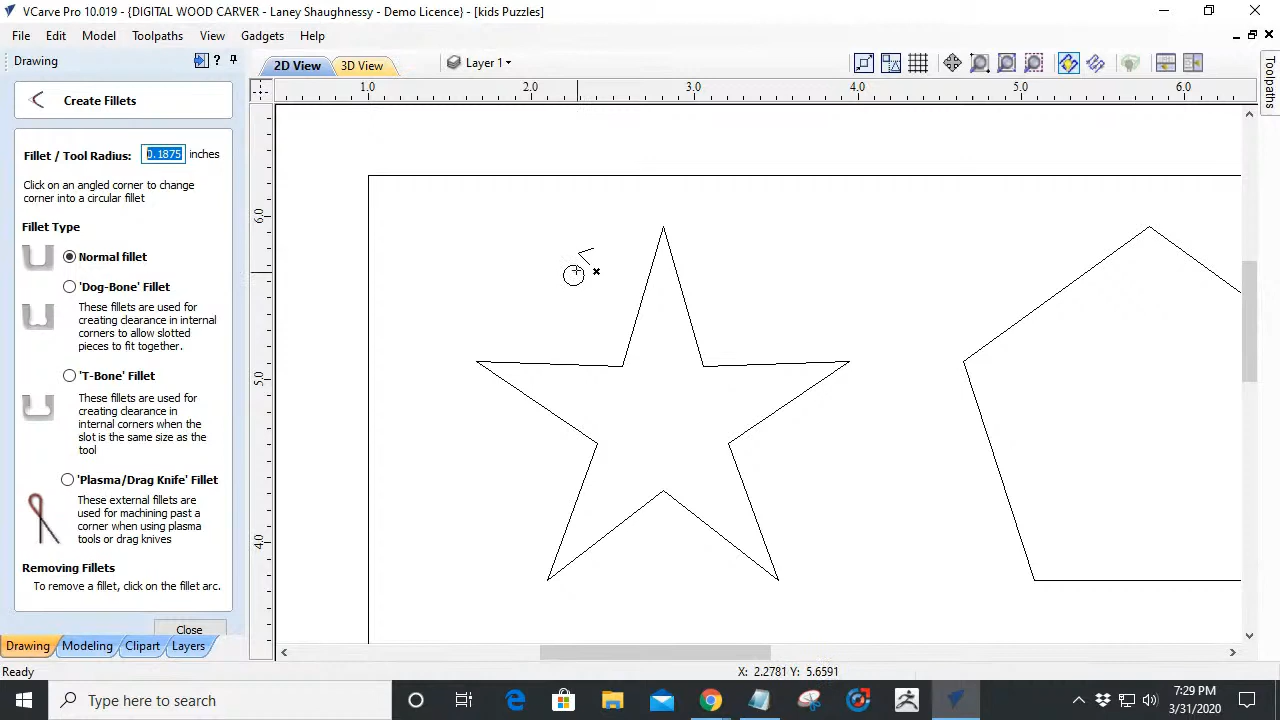 VCarve Pro 10.019 - {DIGITAL WOOD CARVER - Laney Shaughnessy - Demo Licence} - [kids Puzzles]
File Edit Model Toolpaths View Gadgets Help
Drawing ?
2D View 3D View Layer 1
Create Fillets
1.0 2.0 3.0 4.0 5.0 6.0
Toolpaths
Fillet / Tool Radius: 0.1875 inches
Click on an angled corner to change
corner into a circular fillet
Fillet Type
Normal fillet
'Dog-Bone' Fillet
These fillets are used for
creating clearance in internal
corners to allow slotted
pieces to fit together.
'T-Bone' Fillet
These fillets are used for
creating clearance in
internal corners when the
slot is the same size as the
tool
'Plasma/Drag Knife' Fillet
These external fillets are
used for machining past a
corner when using plasma
tools or drag knives
Removing Fillets
To remove a fillet, click on the fillet arc.
Close
6.0
5.0
4.0
Drawing Modeling Clipart Layers
Ready X: 2.2781 Y: 5.6591
Type here to search
7:29 PM
3/31/2020